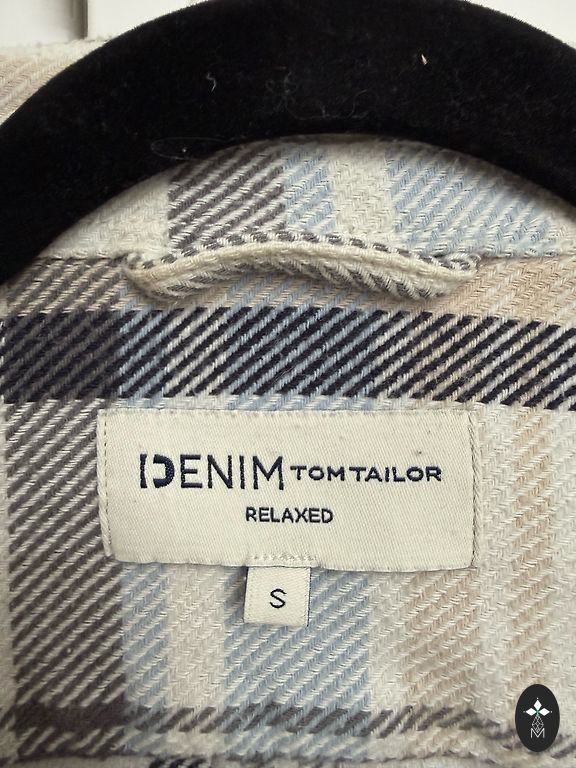 DENIM TOM TAILOR
RELAXED
S
M